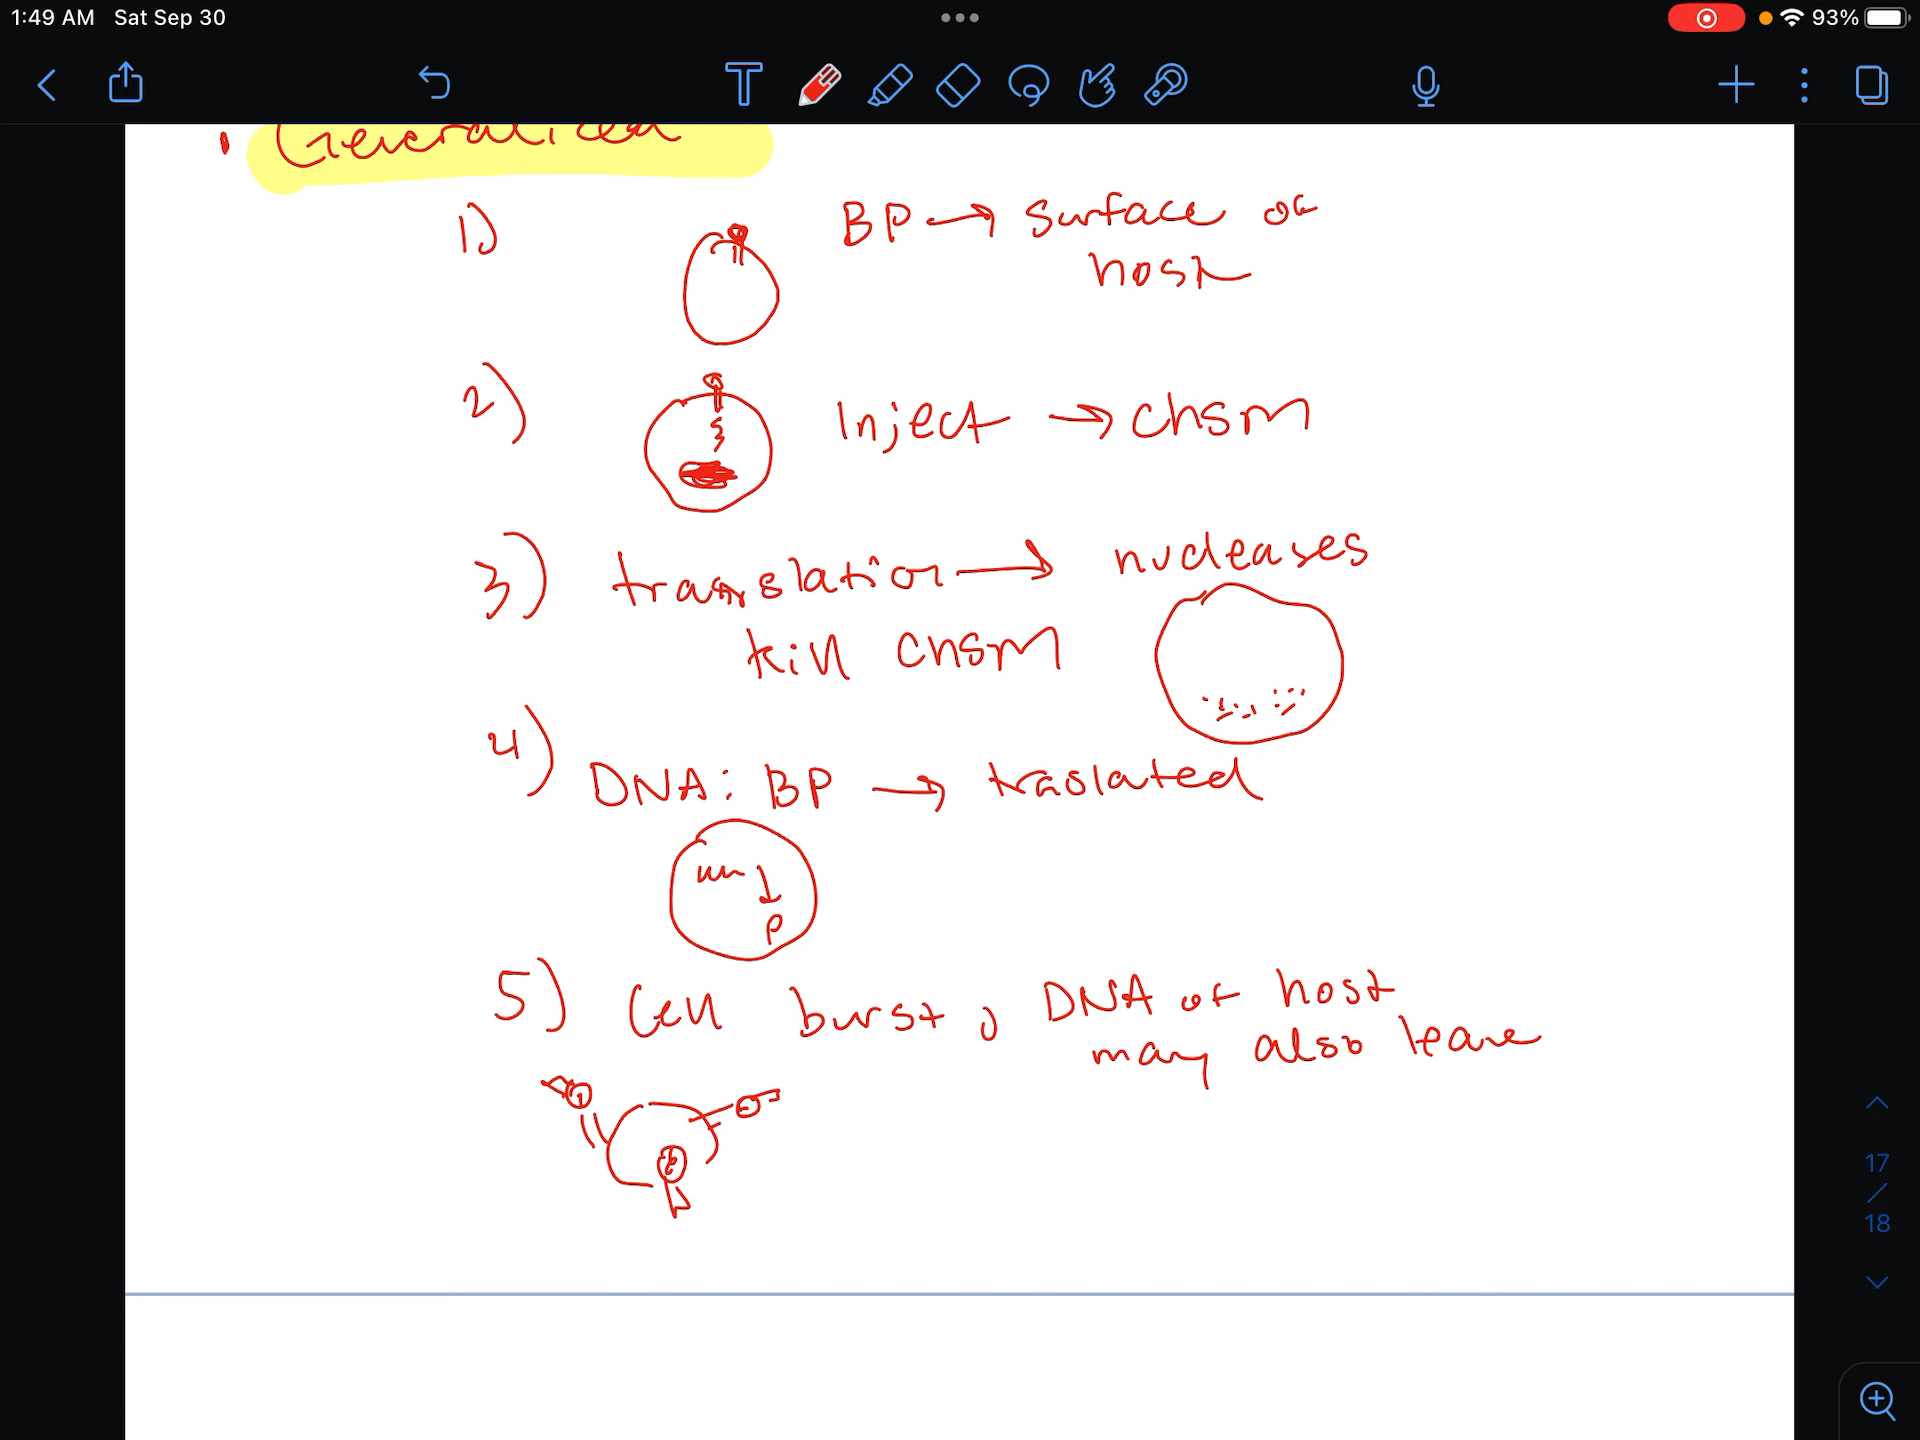 1:49 AM Sat Sep 30
93%
Generalized
1)
BP → Surface of
host
2)
Inject → chsm
3) translation → nucleases
kill chsm
4)
DNA: BP → traslated
P
5) Cell burst, DNA of host
may also leave
17
/
18